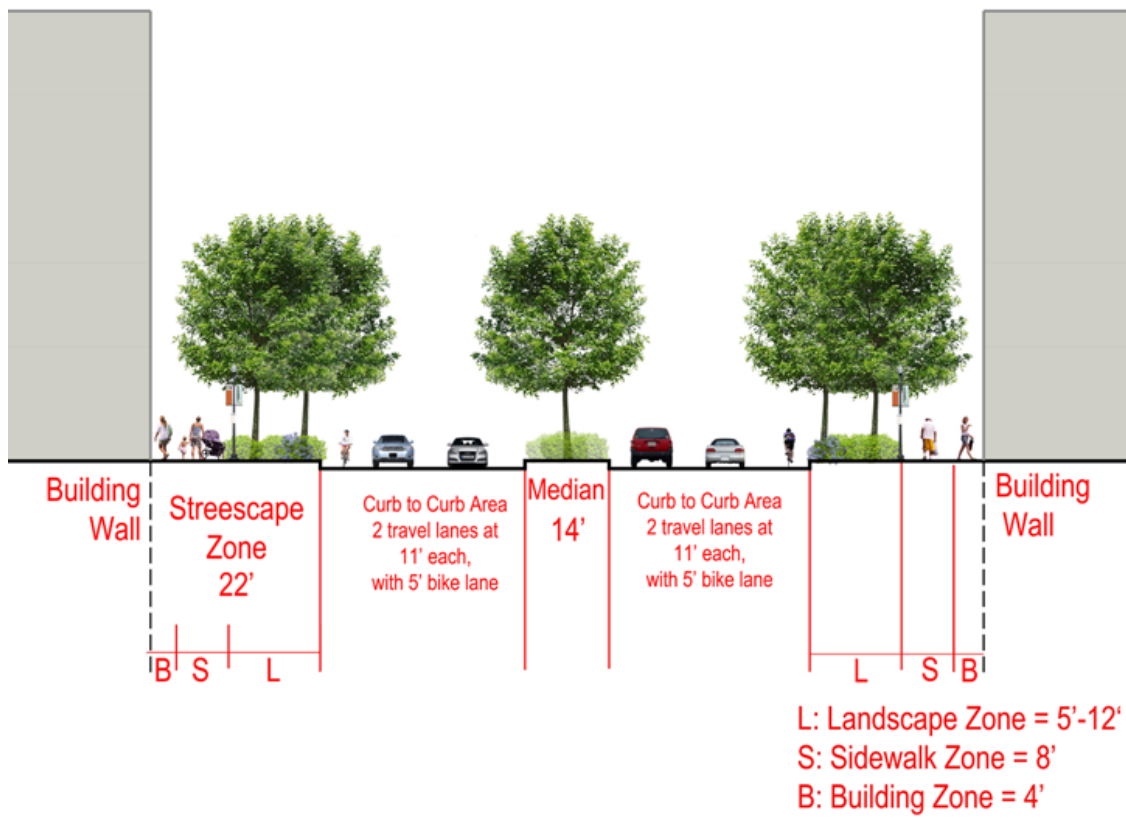 Building
Wall
Streescape
Zone
22’
Curb to Curb Area
2 travel lanes at
11’ each,
with 5’ bike lane
Median
14’
Curb to Curb Area
2 travel lanes at
11’ each,
with 5’ bike lane
Building
Wall
B
S
L
L
S
B
L: Landscape Zone = 5’-12‘
S: Sidewalk Zone = 8’
B: Building Zone = 4’